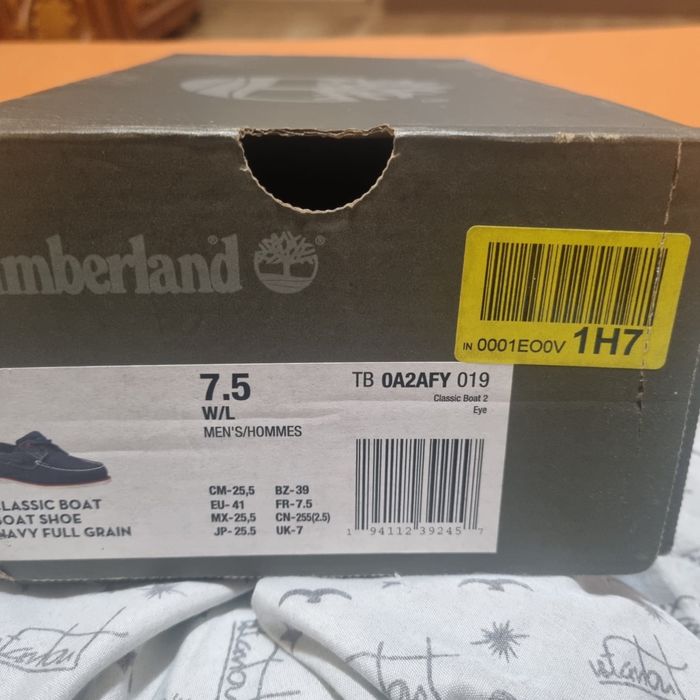 mberland®
IN 0001EO0V 1H7
7.5
W/L
MEN'S/HOMMES
TB 0A2AFY 019
Classic Boat 2
Eye
CM-25,5 BZ-39
EU- 41 FR-7.5
MX-25,5 CN-255(2.5)
JP-25.5 UK-7
1 94112 39245 7
CLASSIC BOAT
BOAT SHOE
NAVY FULL GRAIN